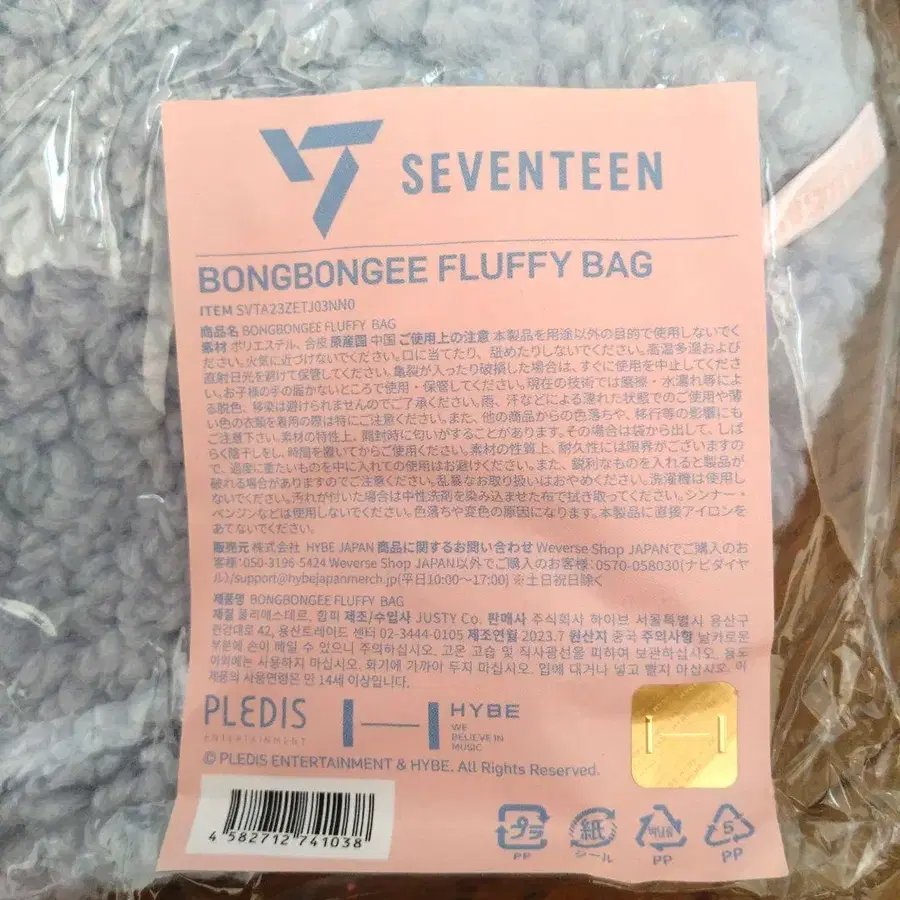 SEVENTEEN
BONGBONGEE FLUFFY BAG
ITEM SVTA23ZETJ03NN0
商品名 BONGBONGEE FLUFFY BAG
素材 ポリエステル、合皮 原産国 中国 ご使用上の注意 本製品を用途以外の目的で使用しないでく
ださい。火気に近づけないでください。口に当てたり、舐めたりしないでください。高温多湿および
直射日光を避けて保管してください。亀裂が入ったり破損した場合は、すぐに使用を中止してくださ
い。お子様の手の届かないところで使用・保管してください。現在の技術では磨擦・水濡れ等によ
る脱色、移染は避けられませんのでご了承ください。雨、汗などによる濡れた状態でのご使用や薄
い色の衣類を着用の際は特にご注意ください。また、他の商品からの色落ちや、移行等の影響にも
ご注意下さい。素材の特性上、開封時に匂いがすることがあります。その場合は袋から出して、しば
らく陰干しをし、時間を置いてからご使用ください。素材の性質上、耐久性には限界がございますの
で、過度に重たいものを中に入れての使用はお避けください。また、鋭利なものを入れると製品が
破れる場合がありますのでご注意ください。乱暴なお取り扱いはおやめください。洗濯機は使用し
ないでください。汚れが付いた場合は中性洗剤を染み込ませた布で拭き取ってください。シンナー・
ベンジンなどは使用しないでください。色落ちや変色の原因になります。本製品に直接アイロンを
あてないでください。
販売元 株式会社 HYBE JAPAN 商品に関するお問い合わせ Weverse Shop JAPANでご購入のお
客様:050-3196-5424 Weverse Shop JAPAN以外でご購入のお客様:0570-058030(ナビダイヤ
ル)/support@hybejapanmerch.jp(平日10:00~17:00) ※土日祝日除く
제품명 BONGBONGEE FLUFFY BAG
재질 폴리에스테르, 합피 제조/수입사 JUSTY Co. 판매사 주식회사 하이브 서울특별시 용산구
한강대로 42, 용산트레이드 센터 02-3444-0105 제조연월 2023.7 원산지 중국 주의사항 날카로운
부분에 손이 베일 수 있으니 주의하십시오. 고온 고습 및 직사광선을 피하여 보관하십시오. 용도
이외에는 사용하지 마십시오. 화기에 가까이 두지 마십시오. 입에 대거나 넣고 빨지 마십시오. 이
제품의 사용연령은 만 14세 이상입니다.
PLEDIS
ENTERTAINMENT
HYBE
WE
BELIEVE IN
MUSIC
© PLEDIS ENTERTAINMENT & HYBE. All Rights Reserved.
4 582712 741038
プラ
PP
紙
シール
비닐류
PP
5
PP